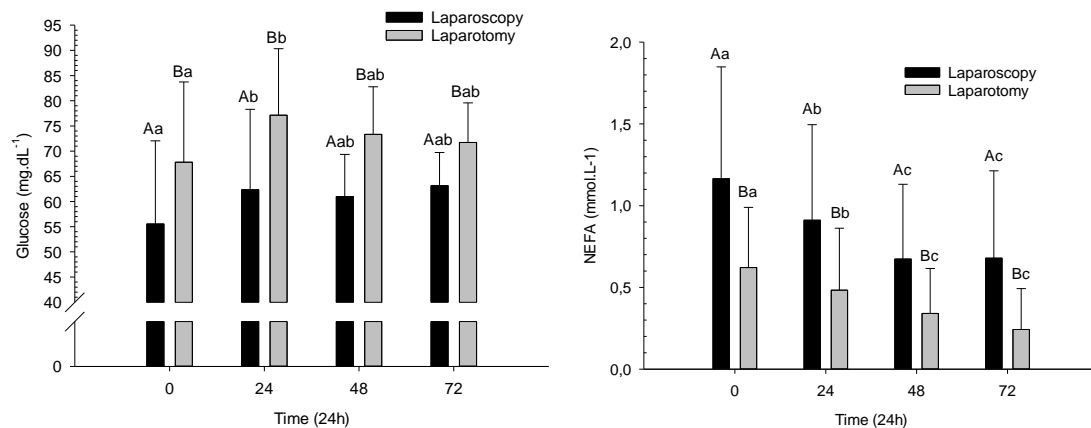 Laparoscopy
Laparotomy
Glucose (mg.dL-1)
95
90
85
80
75
70
65
60
55
50
45
40
0
Aa
Ba
Ab
Bb
Aab
Bab
Aab
Bab
0
24
48
72
Time (24h)
Laparoscopy
Laparotomy
NEFA (mmol.L-1)
2,0
1,5
1,0
0,5
0,0
Aa
Ba
Ab
Bb
Ac
Bc
Ac
Bc
0
24
48
72
Time (24h)